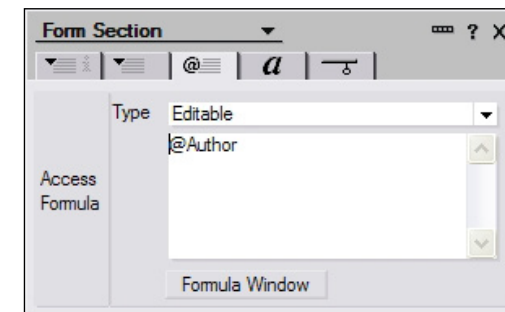 Form Section
?
X
@
a
Type
Editable
@Author
Access
Formula
Formula Window